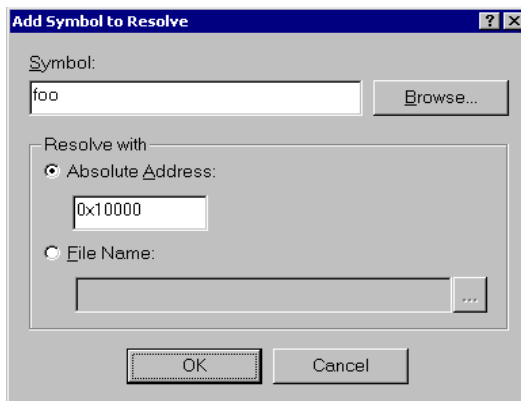 Add Symbol to Resolve
Symbol:
foo
Browse...
Resolve with
Absolute Address:
0x10000
File Name:
...
OK
Cancel